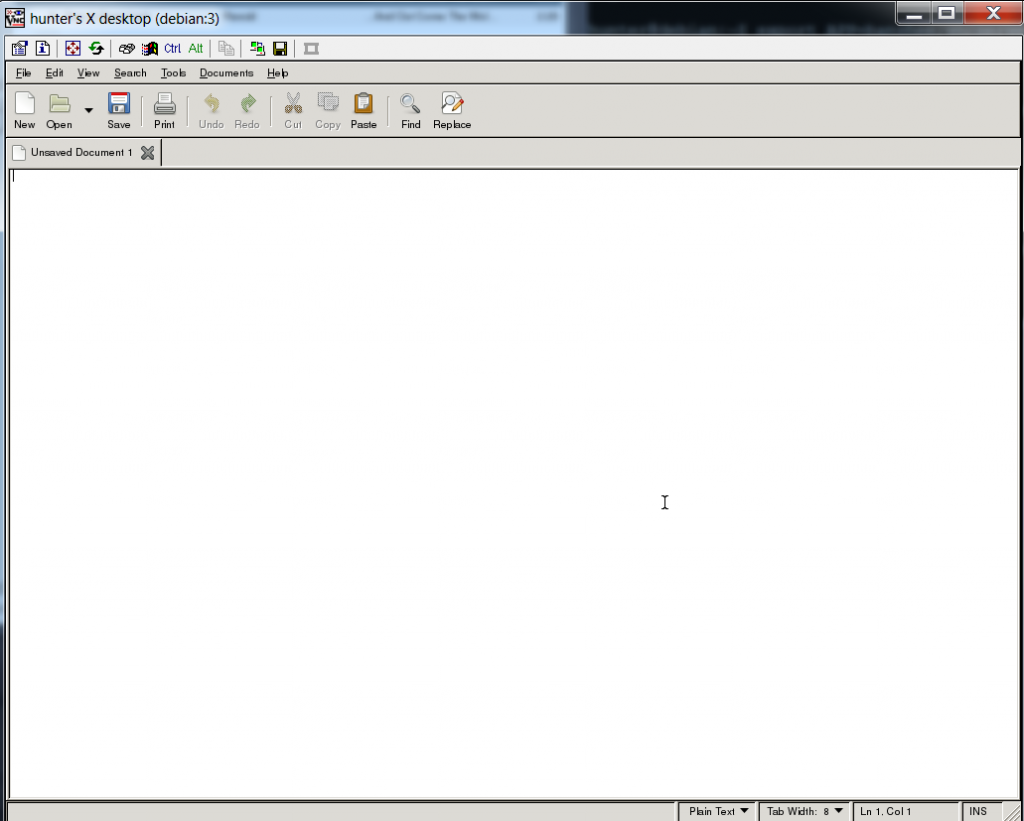 hunter's X desktop (debian:3)
Ctrl Alt
File Edit View Search Tools Documents Help
New Open Save Print Undo Redo Cut Copy Paste Find Replace
Unsaved Document 1
Plain Text Tab Width: 8 Ln 1, Col 1 INS